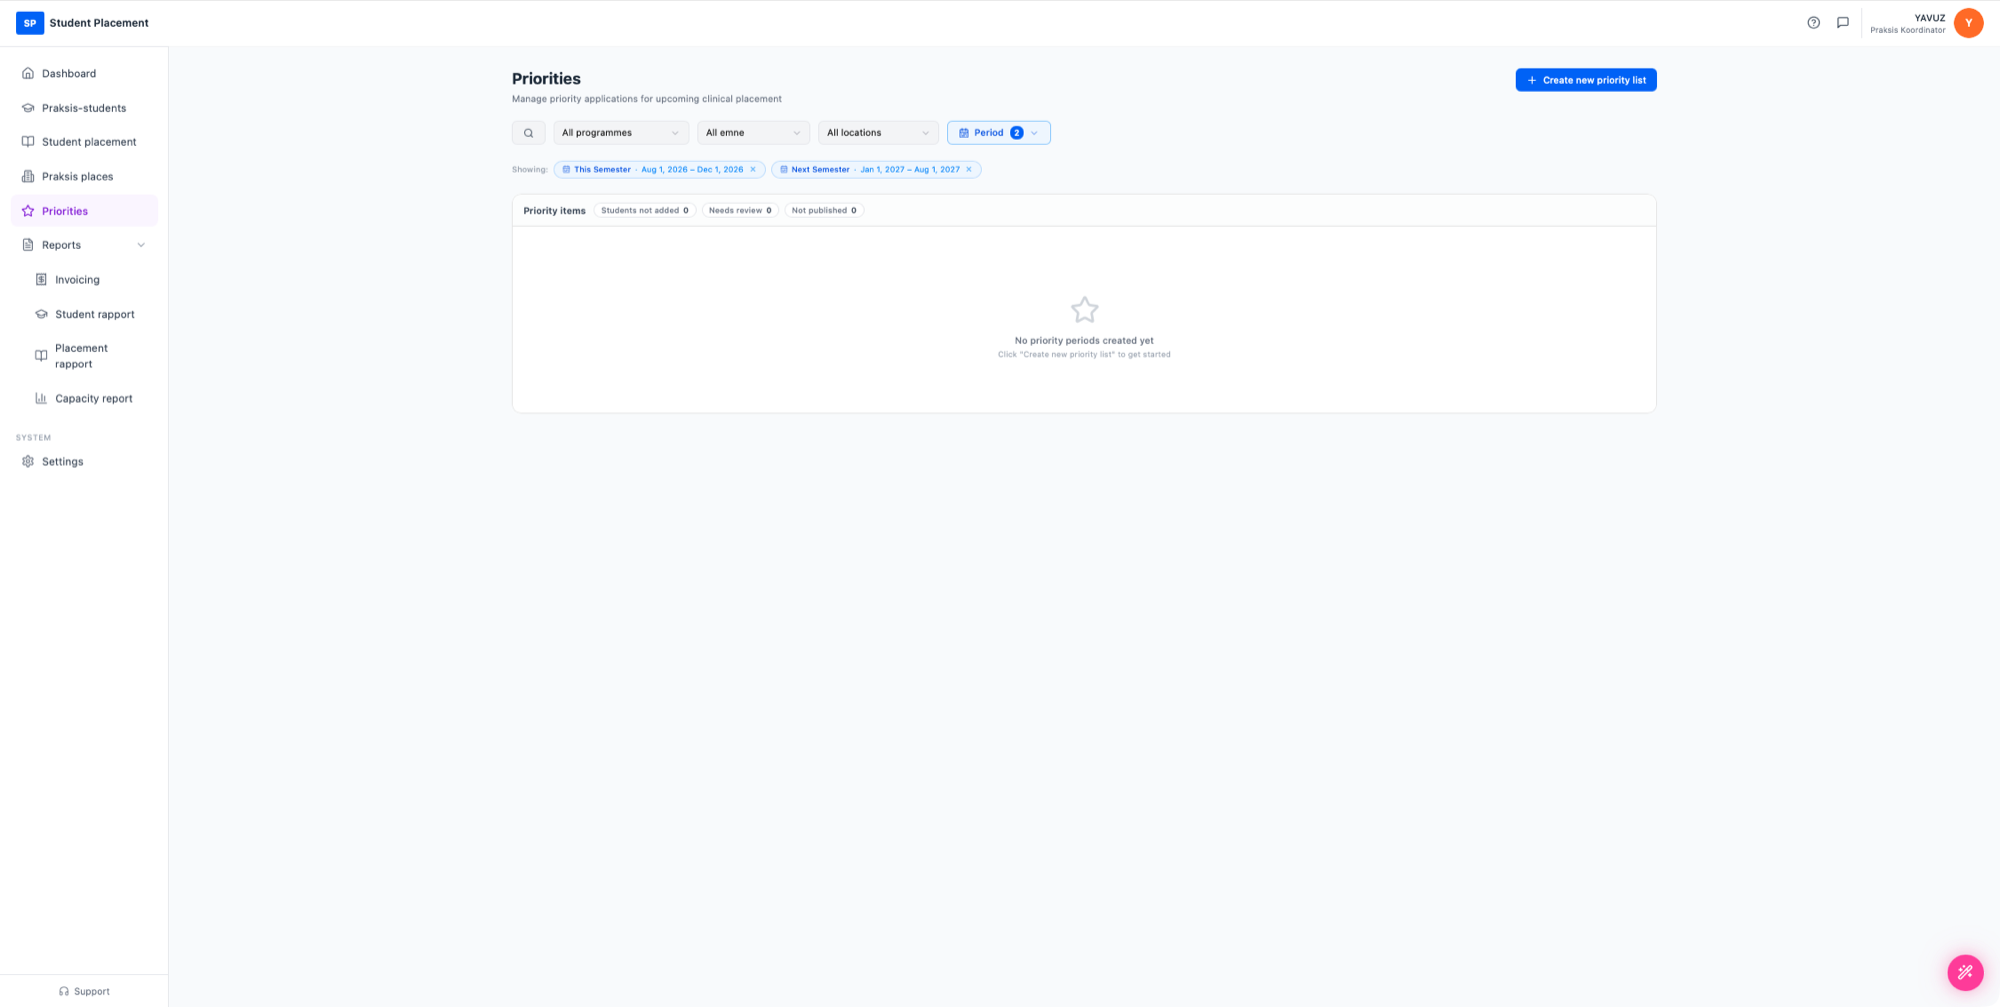 SP Student Placement
YAVUZ
Praksis Koordinator
Y
Dashboard
Praksis-students
Student placement
Praksis places
Priorities
Reports
Invoicing
Student rapport
Placement
rapport
Capacity report
SYSTEM
Settings
Support
Priorities
Manage priority applications for upcoming clinical placement
Create new priority list
All programmes
All emne
All locations
Period 2
Showing: This Semester · Aug 1, 2026 – Dec 1, 2026 × Next Semester · Jan 1, 2027 – Aug 1, 2027 ×
Priority items Students not added 0 Needs review 0 Not published 0
No priority periods created yet
Click "Create new priority list" to get started